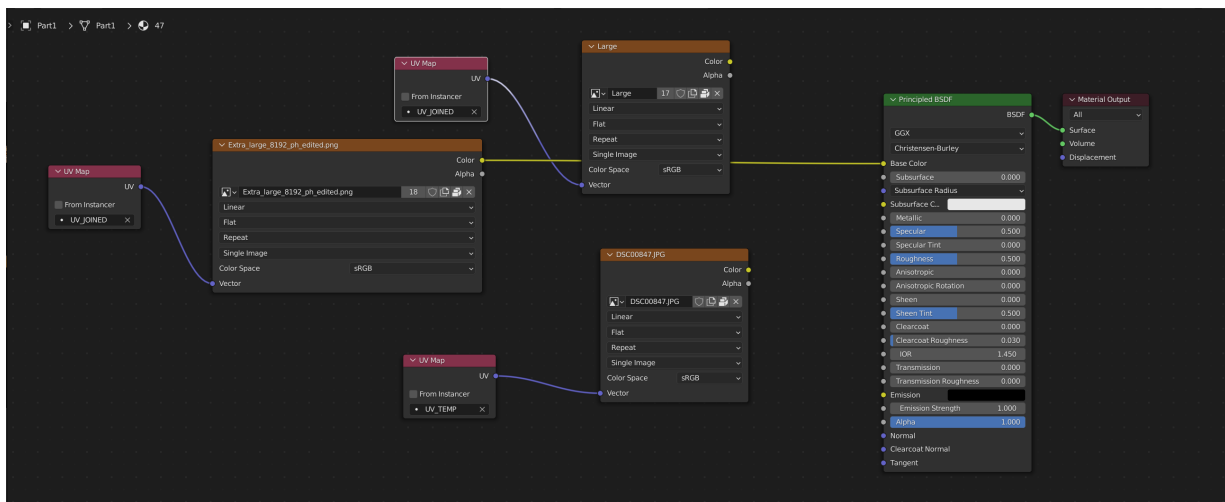 Part1 > Part1 > 47
UV Map
UV
From Instancer
UV_JOINED
Extra_large_8192_ph_edited.png
Color
Alpha
Extra_large_8192_ph_edited.png 18
Linear
Flat
Repeat
Single Image
Color Space sRGB
Vector
UV Map
UV
From Instancer
UV_JOINED
Large
Color
Alpha
Large 17
Linear
Flat
Repeat
Single Image
Color Space sRGB
Vector
UV Map
UV
From Instancer
UV_TEMP
DSC00847.JPG
Color
Alpha
DSC00847.JPG
Linear
Flat
Repeat
Single Image
Color Space sRGB
Vector
Principled BSDF
BSDF
GGX
Christensen-Burley
Base Color
Subsurface 0.000
Subsurface Radius
Subsurface C..
Metallic 0.000
Specular 0.500
Specular Tint 0.000
Roughness 0.500
Anisotropic 0.000
Anisotropic Rotation 0.000
Sheen 0.000
Sheen Tint 0.500
Clearcoat 0.000
Clearcoat Roughness 0.030
IOR 1.450
Transmission 0.000
Transmission Roughness 0.000
Emission
Emission Strength 1.000
Alpha 1.000
Normal
Clearcoat Normal
Tangent
Material Output
All
Surface
Volume
Displacement